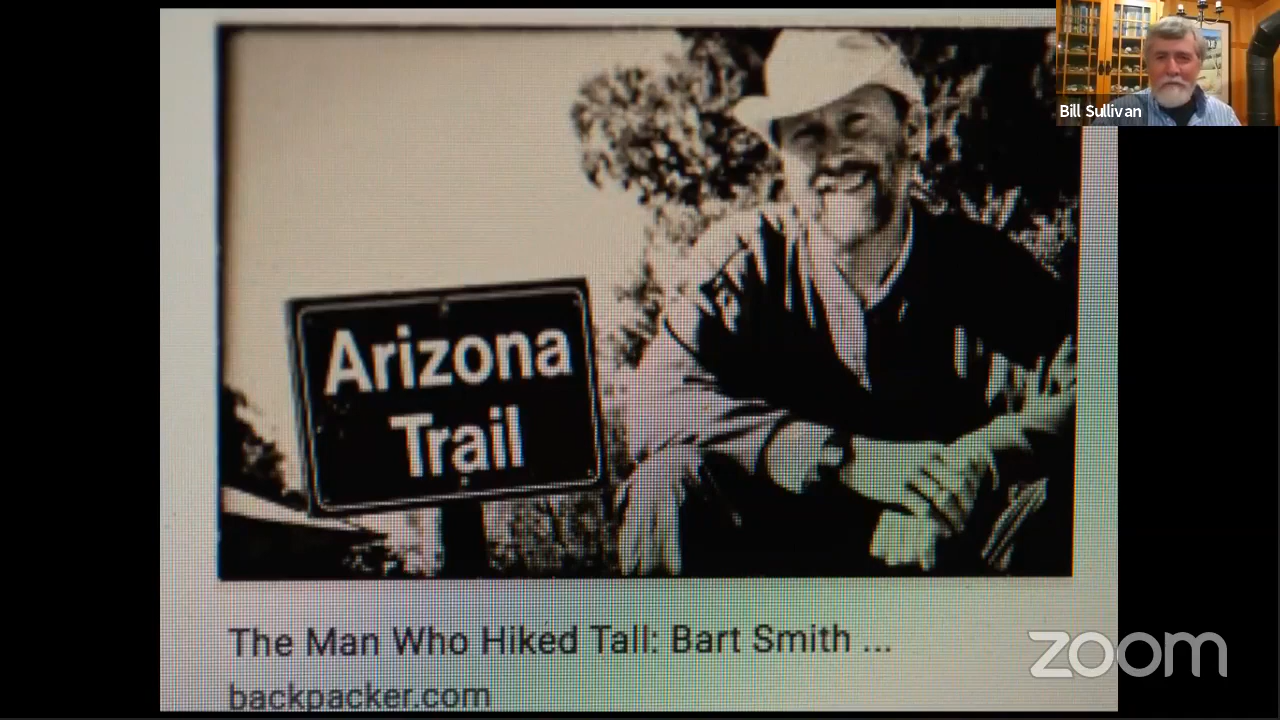 Bill Sullivan
Arizona
Trail
The Man Who Hiked Tall: Bart Smith ...
backpacker.com
zoom